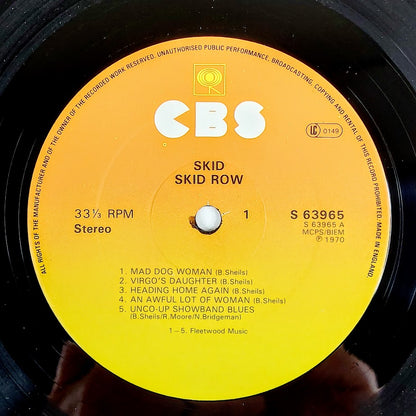 ALL RIGHTS OF THE MANUFACTURER AND OF THE OWNER OF THE RECORDED WORK RESERVED. UNAUTHORISED PUBLIC PERFORMANCE, BROADCASTING, COPYING AND RENTAL OF THIS RECORD PROHIBITED. MADE IN ENGLAND
CBS
LC 0149
SKID
SKID ROW
33⅓ RPM 1 S 63965
Stereo S 63965 A
MCPS/BIEM
℗ 1970
1. MAD DOG WOMAN (B.Sheils)
2. VIRGO'S DAUGHTER (B.Sheils)
3. HEADING HOME AGAIN (B.Sheils)
4. AN AWFUL LOT OF WOMAN (B.Sheils)
5. UNCO-UP SHOWBAND BLUES
(B.Sheils/R.Moore/N.Bridgeman)
1–5. Fleetwood Music